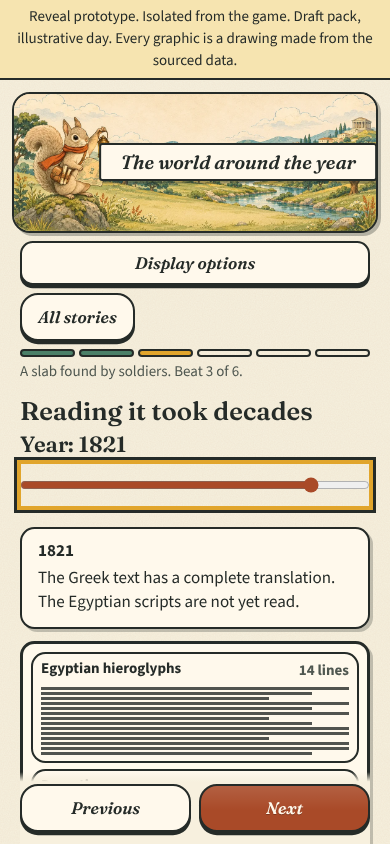 Reveal prototype. Isolated from the game. Draft pack,
illustrative day. Every graphic is a drawing made from the
sourced data.
The world around the year
Display options
All stories
A slab found by soldiers. Beat 3 of 6.
Reading it took decades
Year: 1821
1821
The Greek text has a complete translation.
The Egyptian scripts are not yet read.
Egyptian hieroglyphs
14 lines
Previous
Next